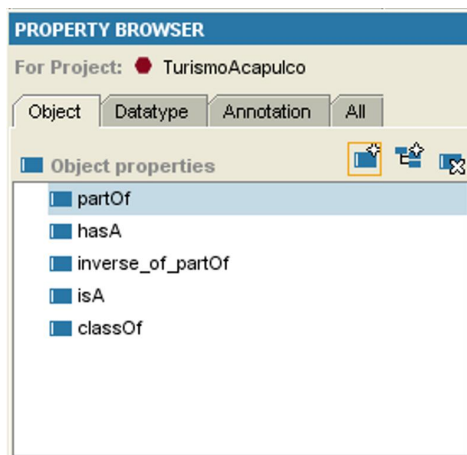 PROPERTY BROWSER
For Project: TurismoAcapulco
Object Datatype Annotation All
Object properties
partOf
hasA
inverse_of_partOf
isA
classOf